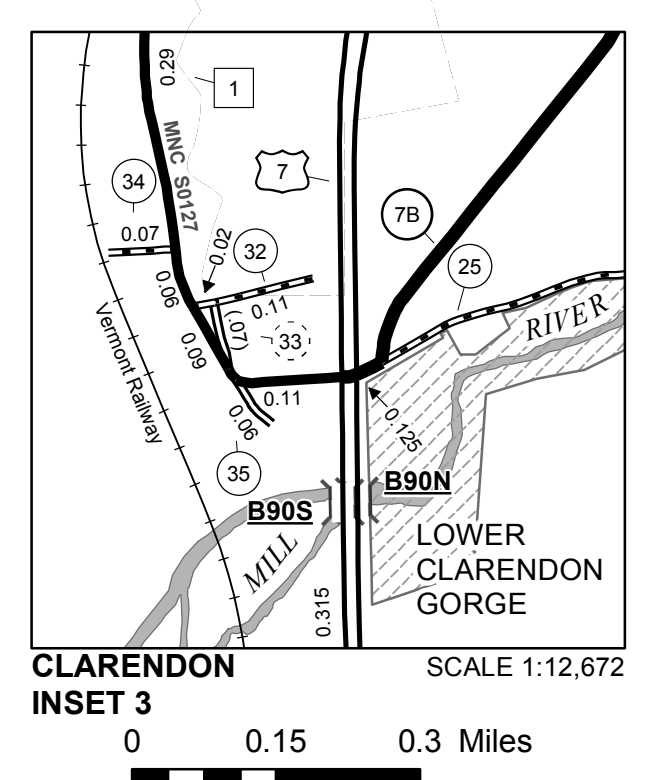 0.29
1
MNC S0127
7
34
7B
0.07
0.02
32
25
0.06
0.11
RIVER
(.07)
33
0.09
Vermont Railway
0.11
0.06
0.125
35
B90N
B90S
MILL
LOWER
CLARENDON
GORGE
0.315
CLARENDON
INSET 3
SCALE 1:12,672
0 0.15 0.3 Miles